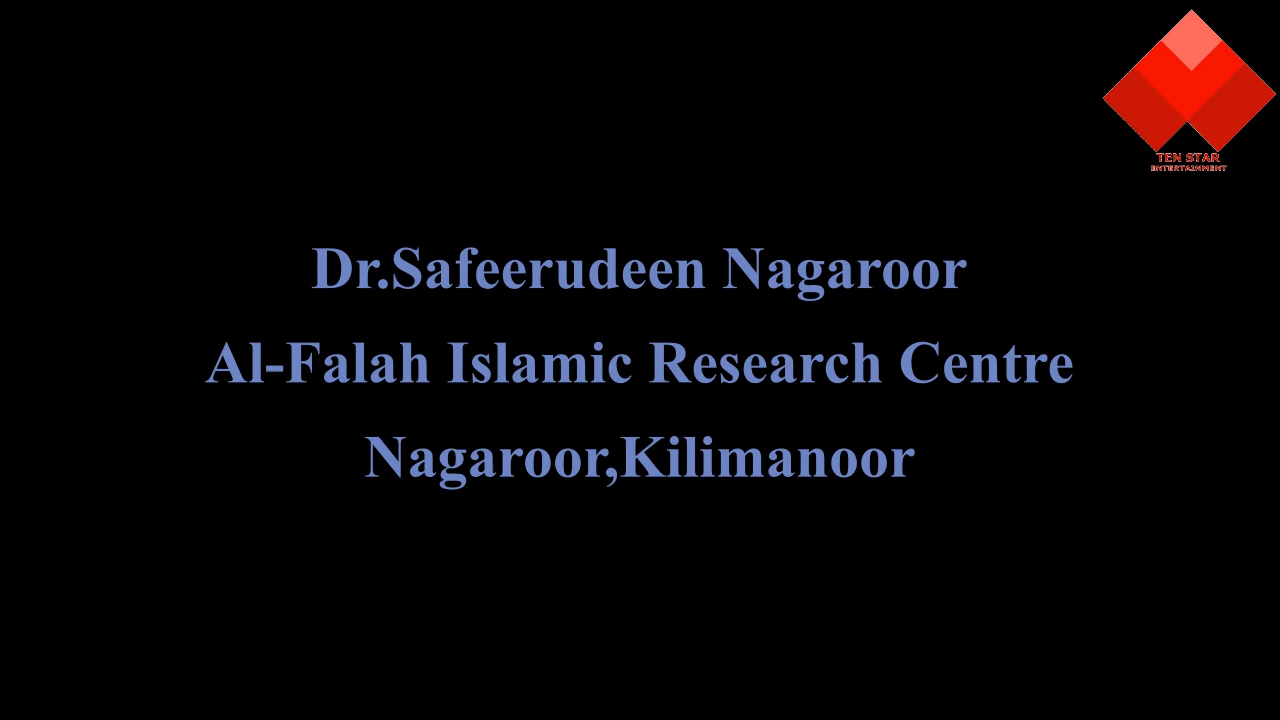 TEN STAR
ENTERTAINMENT
Dr.Safeerudeen Nagaroor
Al-Falah Islamic Research Centre
Nagaroor,Kilimanoor